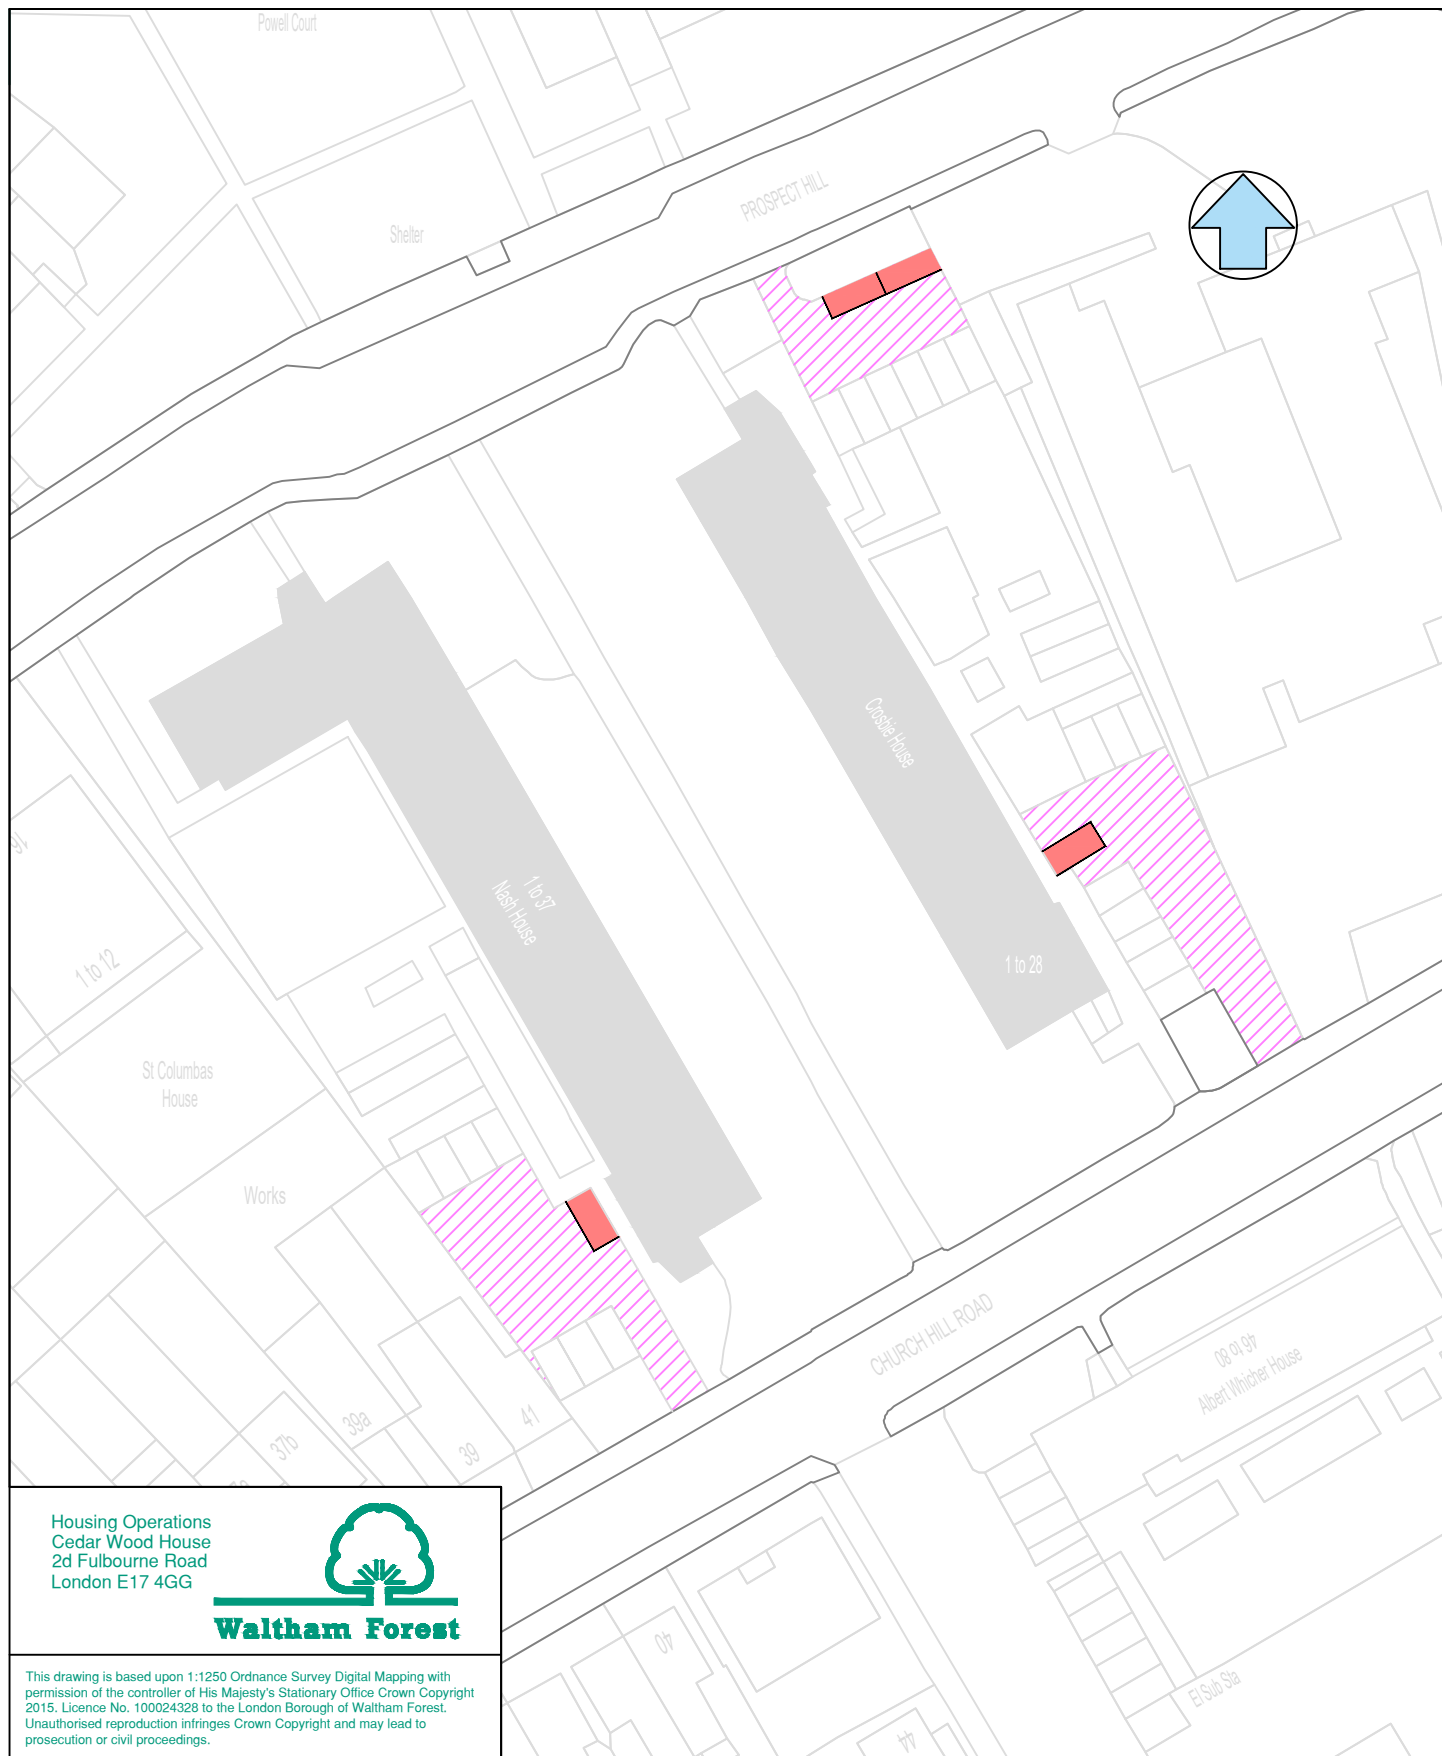 Powell Court
PROSPECT HILL
Shelter
Crosbie House
1 to 37
Nash House
1 to 28
16
1 to 12
St Columbas
House
Works
CHURCH HILL ROAD
46 to 80
Albert Whicher House
39a
41
37b
39
40
El Sub Sta
44
Housing Operations
Cedar Wood House
2d Fulbourne Road
London E17 4GG
Waltham Forest
This drawing is based upon 1:1250 Ordnance Survey Digital Mapping with
permission of the controller of His Majesty's Stationary Office Crown Copyright
2015. Licence No. 100024328 to the London Borough of Waltham Forest.
Unauthorised reproduction infringes Crown Copyright and may lead to
prosecution or civil proceedings.